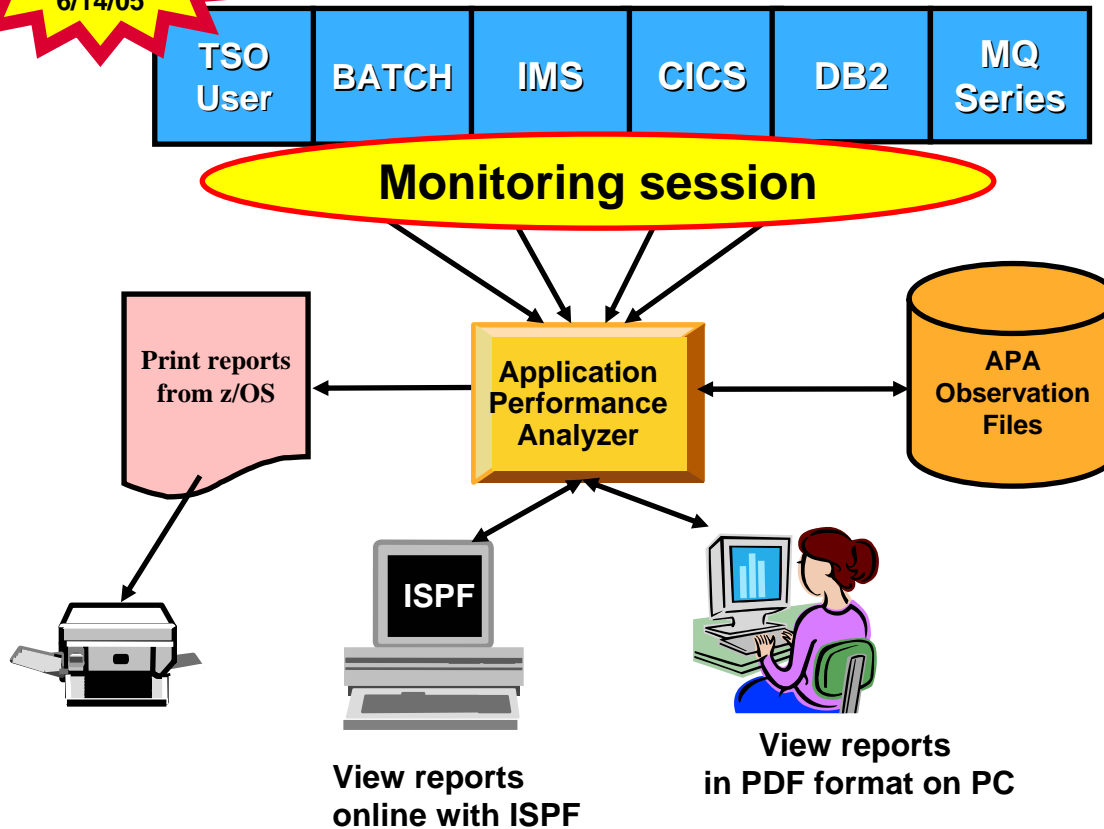 6/14/05
TSO
User
BATCH
IMS
CICS
DB2
MQ
Series
Monitoring session
Print reports
from z/OS
Application
Performance
Analyzer
APA
Observation
Files
ISPF
View reports
online with ISPF
View reports
in PDF format on PC